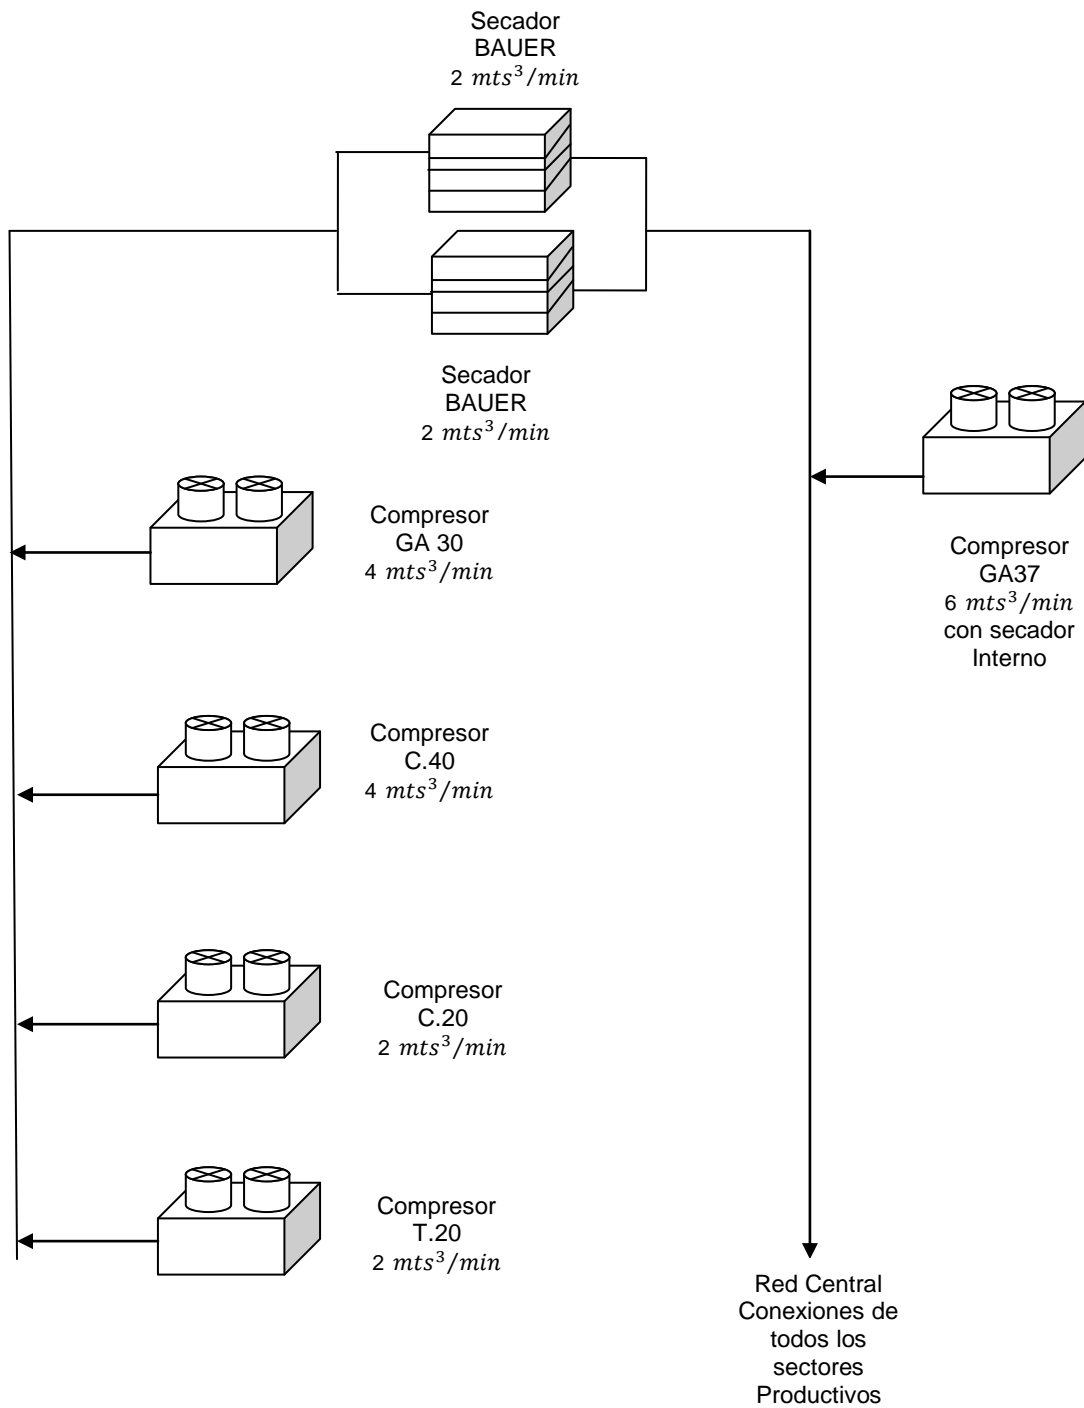 Secador
BAUER
2 mts³/min
Secador
BAUER
2 mts³/min
Compresor
GA 30
4 mts³/min
Compresor
GA37
6 mts³/min
con secador
Interno
Compresor
C.40
4 mts³/min
Compresor
C.20
2 mts³/min
Compresor
T.20
2 mts³/min
Red Central
Conexiones de
todos los
sectores
Productivos